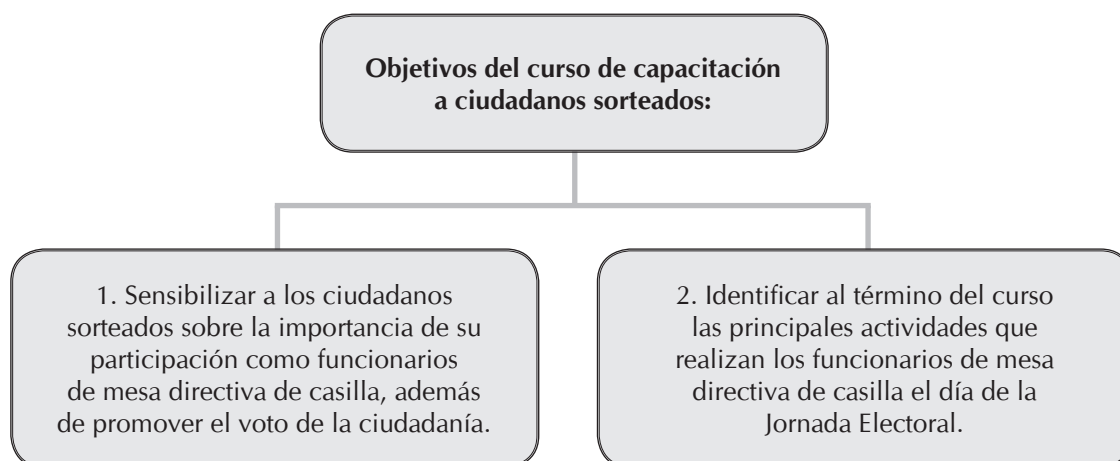 Objetivos del curso de capacitación
a ciudadanos sorteados:
1. Sensibilizar a los ciudadanos
sorteados sobre la importancia de su
participación como funcionarios
de mesa directiva de casilla, además
de promover el voto de la ciudadanía.
2. Identificar al término del curso
las principales actividades que
realizan los funcionarios de mesa
directiva de casilla el día de la
Jornada Electoral.